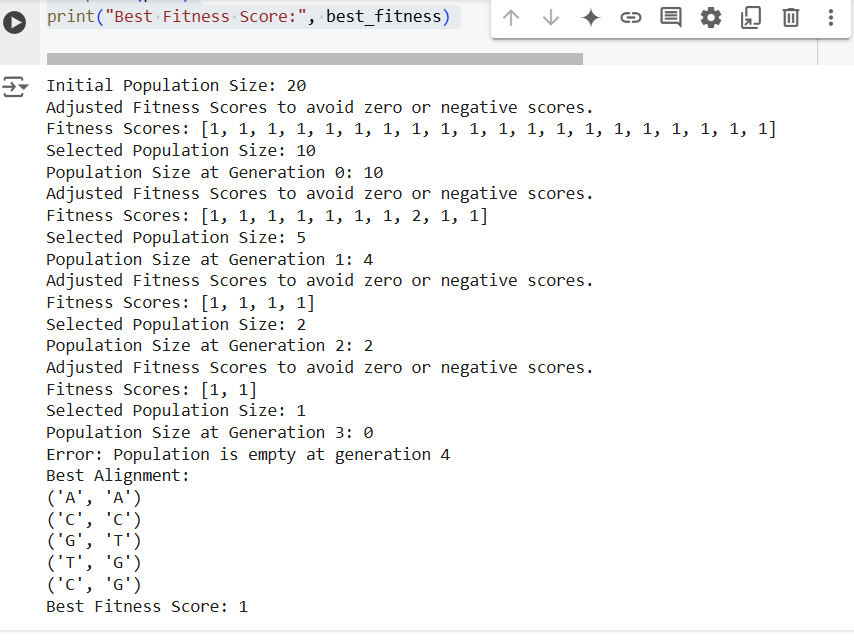 print("Best Fitness Score:", best_fitness)
Initial Population Size: 20
Adjusted Fitness Scores to avoid zero or negative scores.
Fitness Scores: [1, 1, 1, 1, 1, 1, 1, 1, 1, 1, 1, 1, 1, 1, 1, 1, 1, 1, 1, 1]
Selected Population Size: 10
Population Size at Generation 0: 10
Adjusted Fitness Scores to avoid zero or negative scores.
Fitness Scores: [1, 1, 1, 1, 1, 1, 1, 2, 1, 1]
Selected Population Size: 5
Population Size at Generation 1: 4
Adjusted Fitness Scores to avoid zero or negative scores.
Fitness Scores: [1, 1, 1, 1]
Selected Population Size: 2
Population Size at Generation 2: 2
Adjusted Fitness Scores to avoid zero or negative scores.
Fitness Scores: [1, 1]
Selected Population Size: 1
Population Size at Generation 3: 0
Error: Population is empty at generation 4
Best Alignment:
('A', 'A')
('C', 'C')
('G', 'T')
('T', 'G')
('C', 'G')
Best Fitness Score: 1